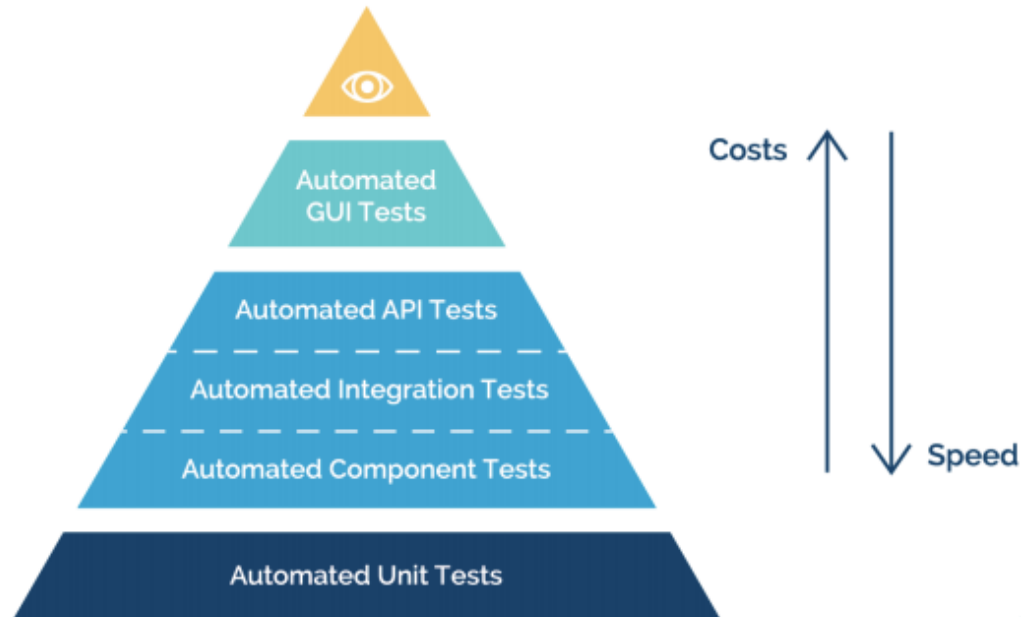 Automated
GUI Tests
Automated API Tests
Automated Integration Tests
Automated Component Tests
Automated Unit Tests
Costs
Speed